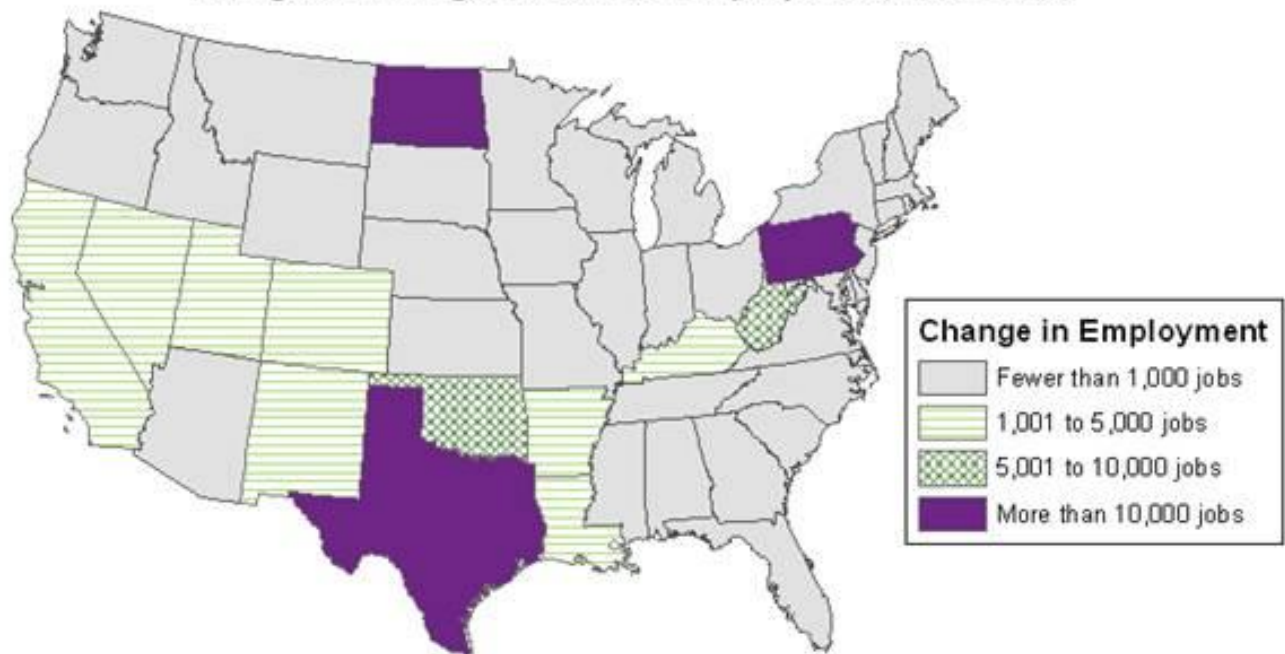 Change in Employment
Fewer than 1,000 jobs
1,001 to 5,000 jobs
5,001 to 10,000 jobs
More than 10,000 jobs